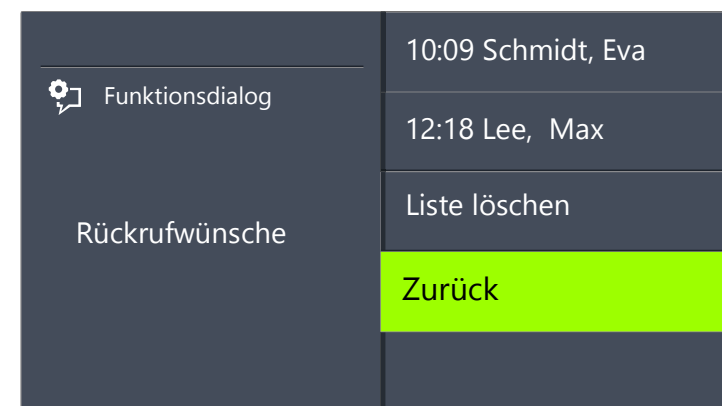 Funktionsdialog
Rückrufwünsche
10:09 Schmidt, Eva
12:18 Lee, Max
Liste löschen
Zurück